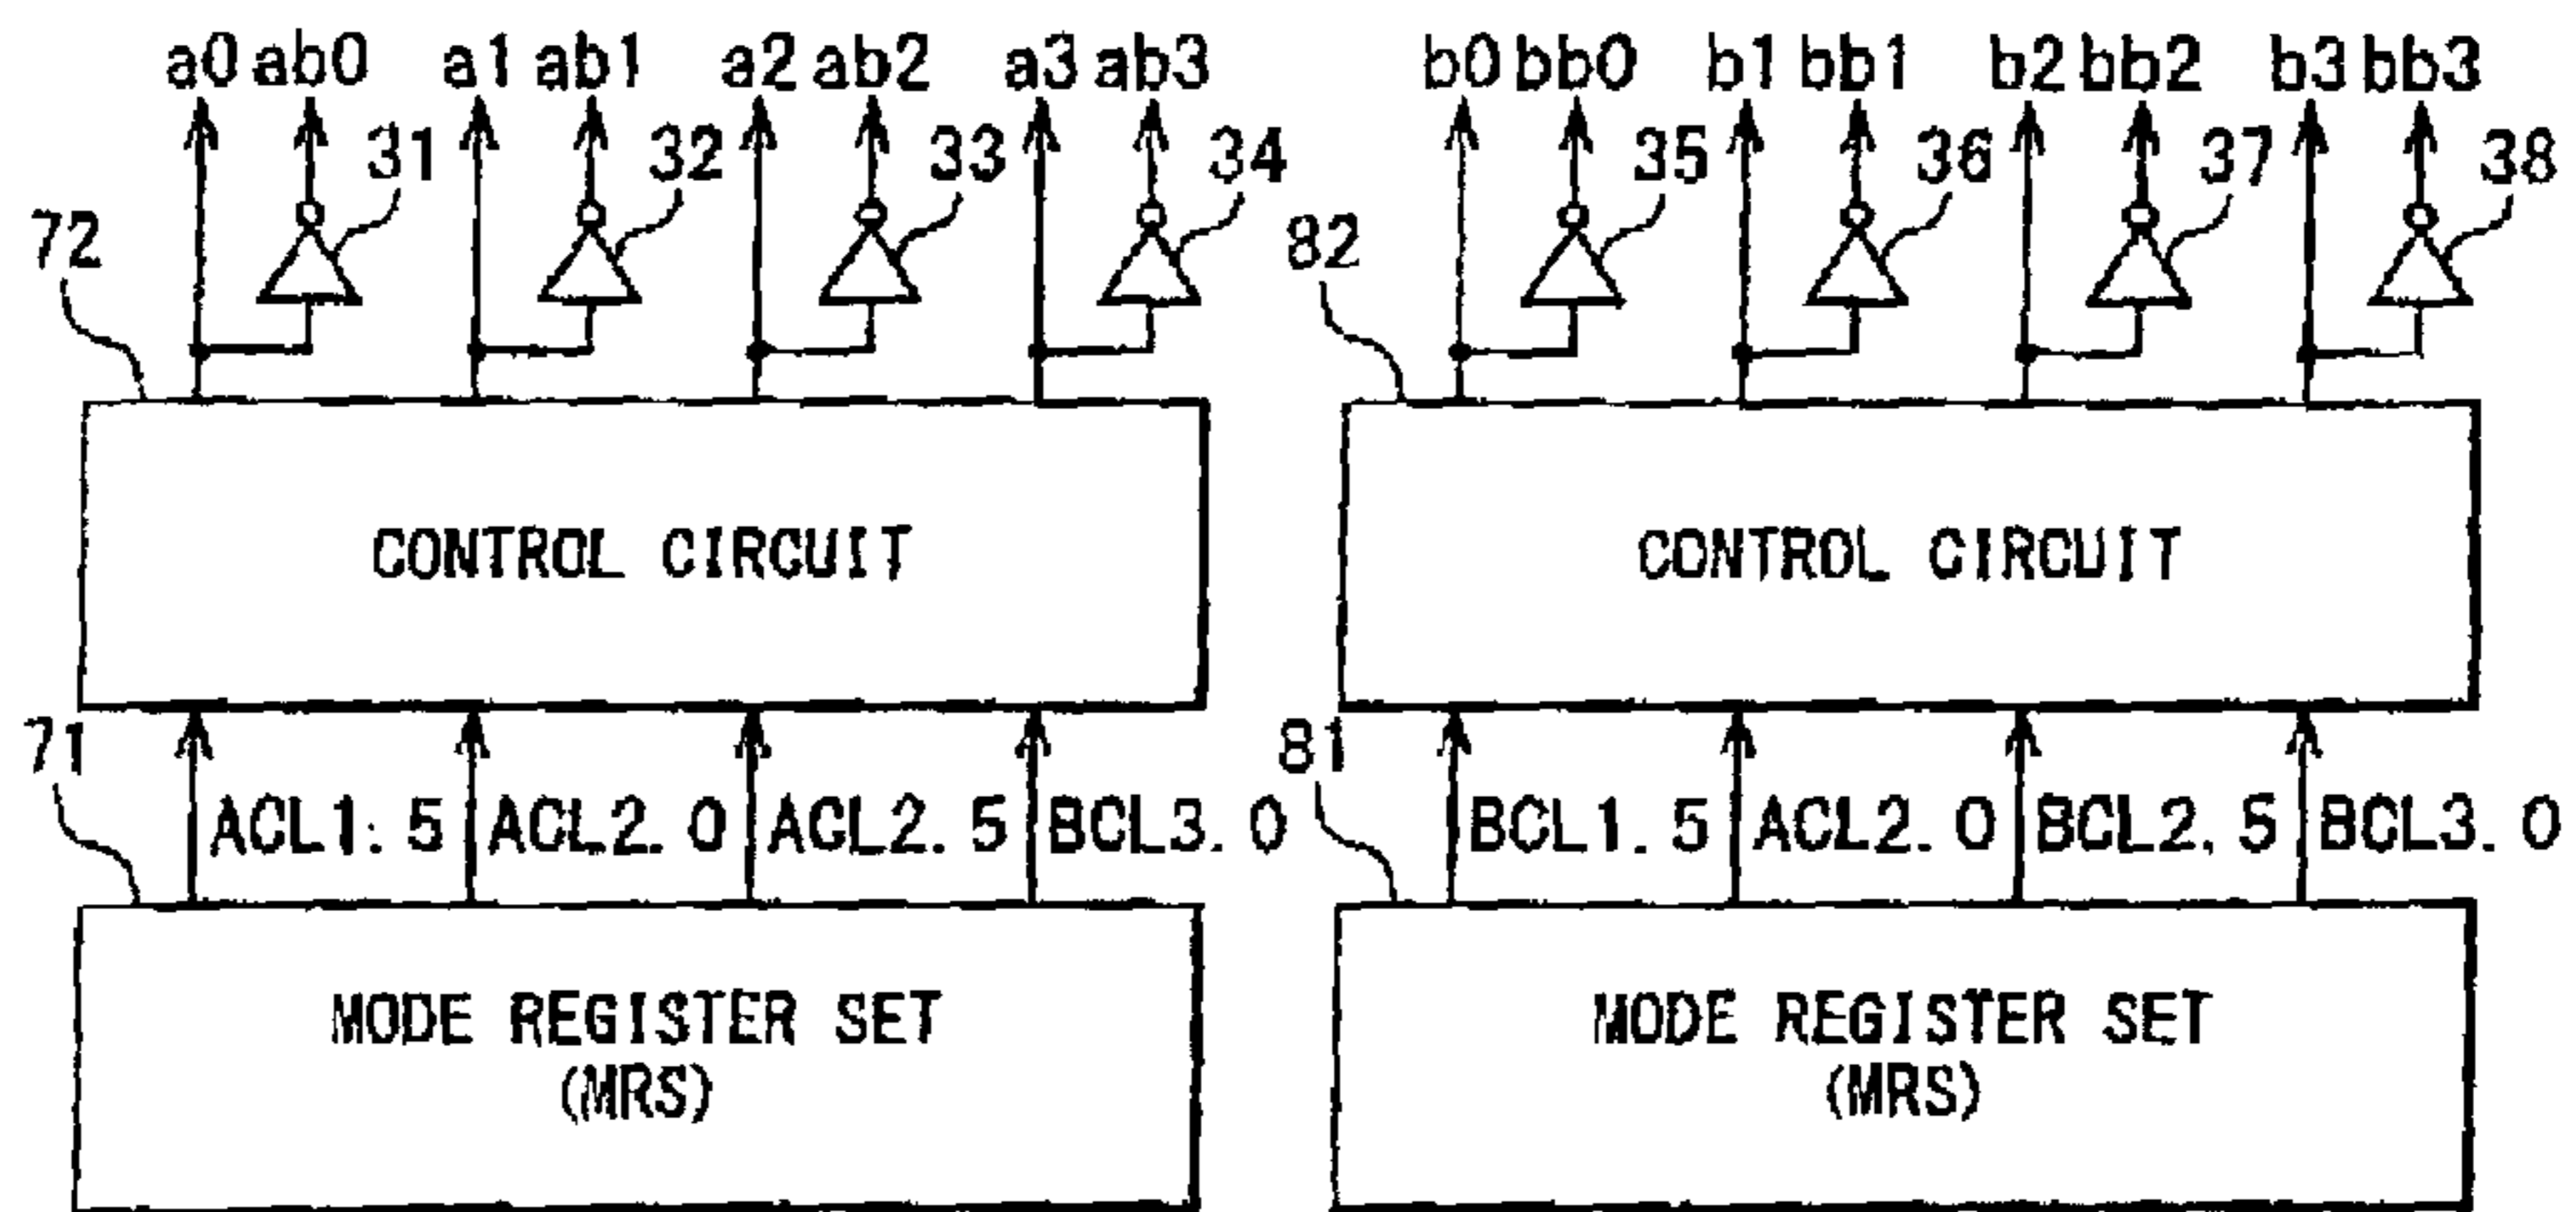 a0 ab0 a1 ab1 a2 ab2 a3 ab3 b0 bb0 b1 bb1 b2 bb2 b3 bb3
31 32 33 34 35 36 37 38
72 82
CONTROL CIRCUIT CONTROL CIRCUIT
71 81
ACL1.5 ACL2.0 ACL2.5 BCL3.0 BCL1.5 ACL2.0 BCL2.5 BCL3.0
MODE REGISTER SET MODE REGISTER SET
(MRS) (MRS)